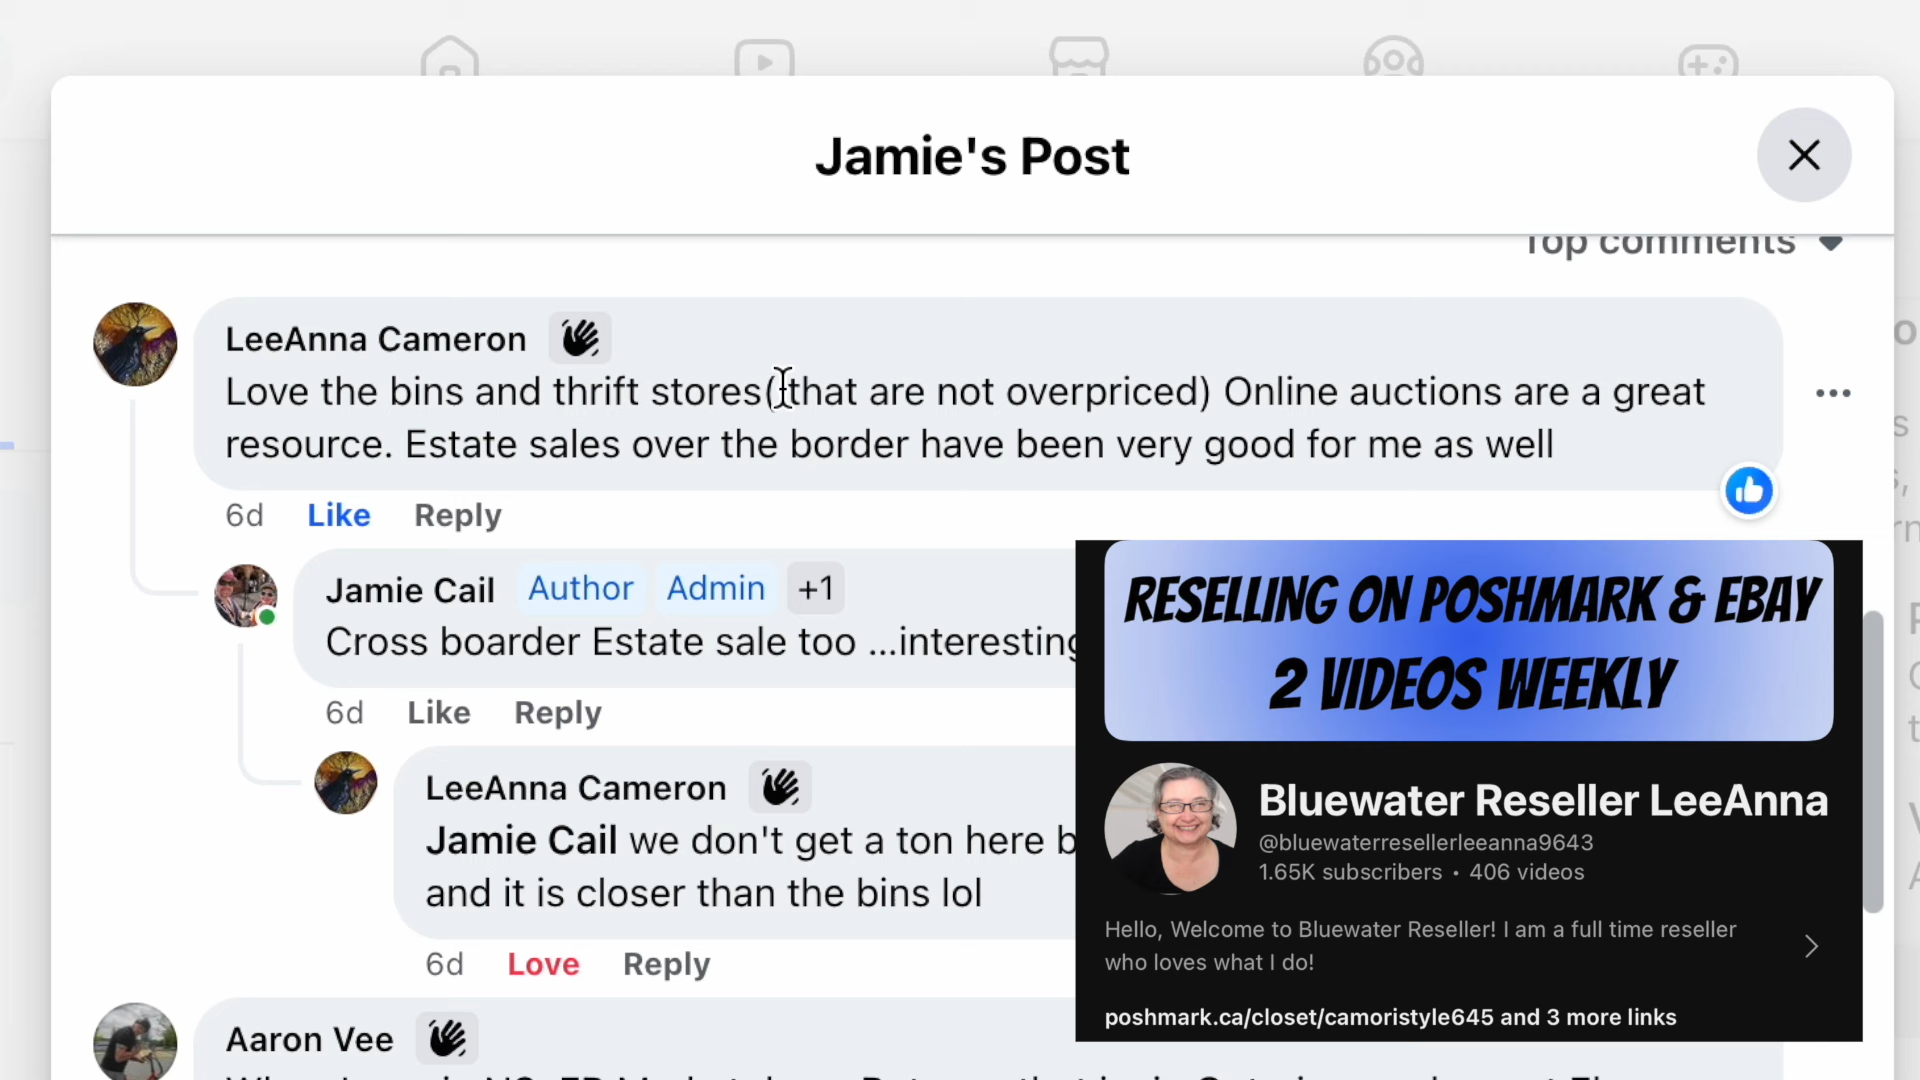 Jamie's Post
Top comments
LeeAnna Cameron
Love the bins and thrift stores( that are not overpriced) Online auctions are a great
resource. Estate sales over the border have been very good for me as well
6d Like Reply
Jamie Cail Author Admin +1
Cross boarder Estate sale too ...interesting
6d Like Reply
LeeAnna Cameron
Jamie Cail we don't get a ton here
and it is closer than the bins lol
6d Love Reply
Aaron Vee
RESELLING ON POSHMARK & EBAY
2 VIDEOS WEEKLY
Bluewater Reseller LeeAnna
@bluewaterresellerleeanna9643
1.65K subscribers • 406 videos
Hello, Welcome to Bluewater Reseller! I am a full time reseller
who loves what I do!
poshmark.ca/closet/camoristyle645 and 3 more links